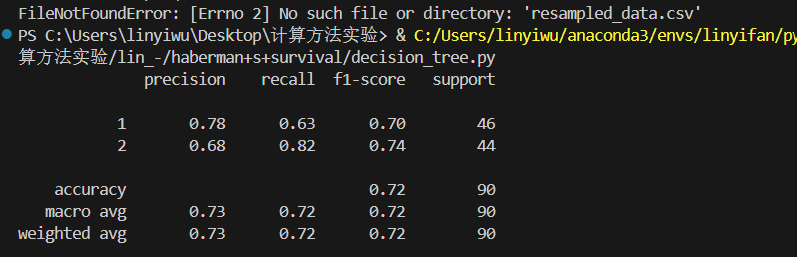 FileNotFoundError: [Errno 2] No such file or directory: 'resampled_data.csv'
PS C:\Users\linyiwu\Desktop\计算方法实验> & C:/Users/linyiwu/anaconda3/envs/linyifan/py
算方法实验/lin_-/haberman+s+survival/decision_tree.py
precision recall f1-score support
1 0.78 0.63 0.70 46
2 0.68 0.82 0.74 44
accuracy 0.72 90
macro avg 0.73 0.72 0.72 90
weighted avg 0.73 0.72 0.72 90